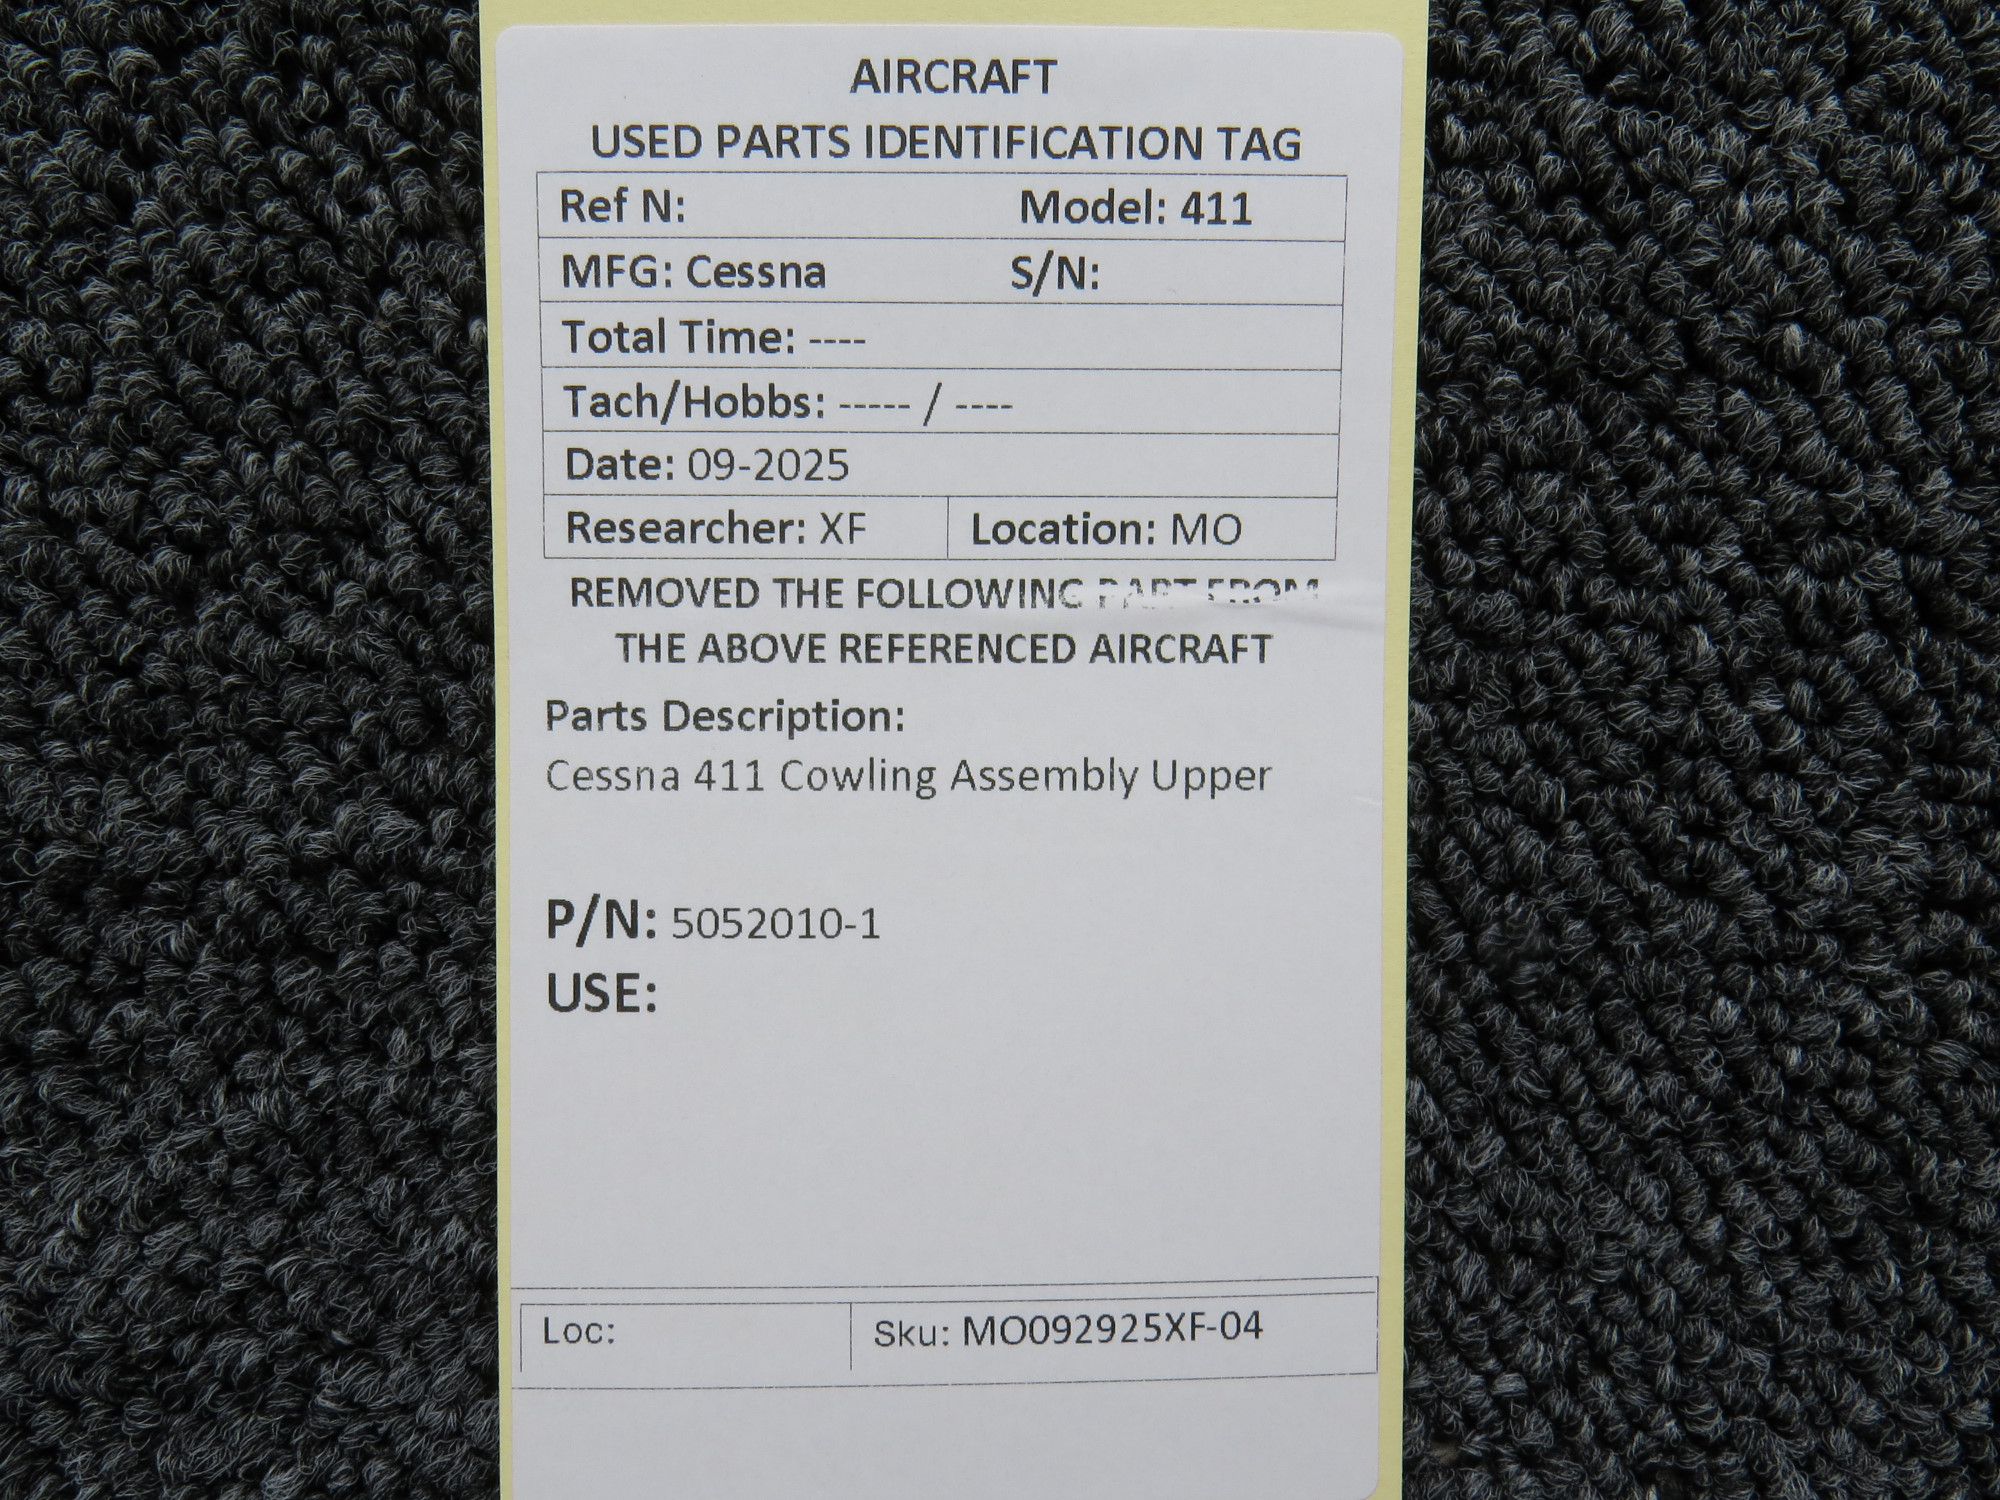 AIRCRAFT
USED PARTS IDENTIFICATION TAG
Ref N: Model: 411
MFG: Cessna S/N:
Total Time: ----
Tach/Hobbs: ----- / ----
Date: 09-2025
Researcher: XF Location: MO
REMOVED THE FOLLOWING PART FROM
THE ABOVE REFERENCED AIRCRAFT
Parts Description:
Cessna 411 Cowling Assembly Upper
P/N: 5052010-1
USE:
Loc: Sku: MO092925XF-04